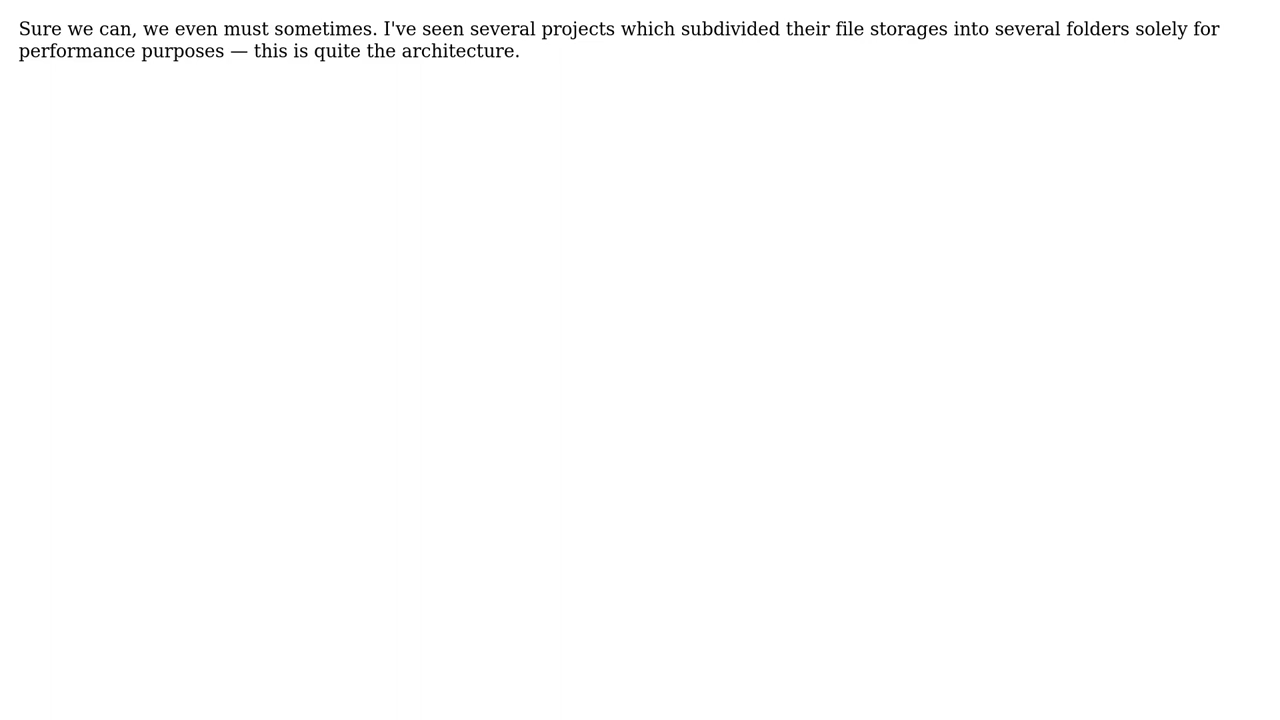 Sure we can, we even must sometimes. I've seen several projects which subdivided their file storages into several folders solely for
performance purposes — this is quite the architecture.